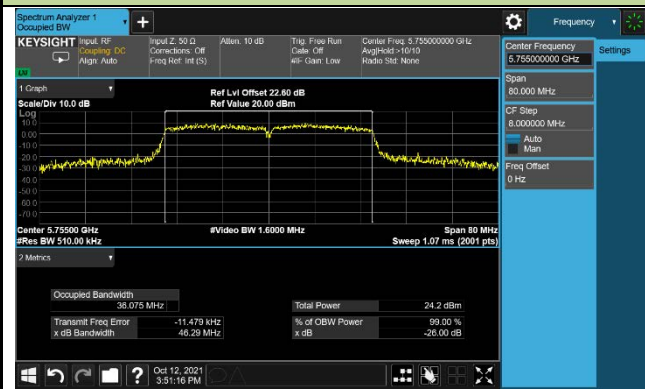 Spectrum Analyzer 1
Occupied BW
KEYSIGHT
Input: RF
Coupling: DC
Align: Auto
Input Z: 50 Ω
Corrections: Off
Freq Ref: Int (S)
Atten: 10 dB
Trig: Free Run
Gate: Off
#IF Gain: Low
Center Freq: 5.755000000 GHz
Avg|Hold:>10/10
Radio Std: None
1 Graph
Scale/Div 10.0 dB
Ref Lvl Offset 22.60 dB
Ref Value 20.00 dBm
Log
10.0
0.00
-10.0
-20.0
-30.0
-40.0
-50.0
-60.0
-70.0
Center 5.75500 GHz
#Video BW 1.6000 MHz
Span 80 MHz
#Res BW 510.00 kHz
Sweep 1.07 ms (2001 pts)
2 Metrics
Occupied Bandwidth
36.075 MHz
Total Power 24.2 dBm
Transmit Freq Error -11.479 kHz
% of OBW Power 99.00 %
x dB Bandwidth 46.29 MHz
x dB -26.00 dB
Oct 12, 2021
3:51:16 PM
Frequency
Settings
Center Frequency
5.755000000 GHz
Span
80.000 MHz
CF Step
8.000000 MHz
Auto
Man
Freq Offset
0 Hz